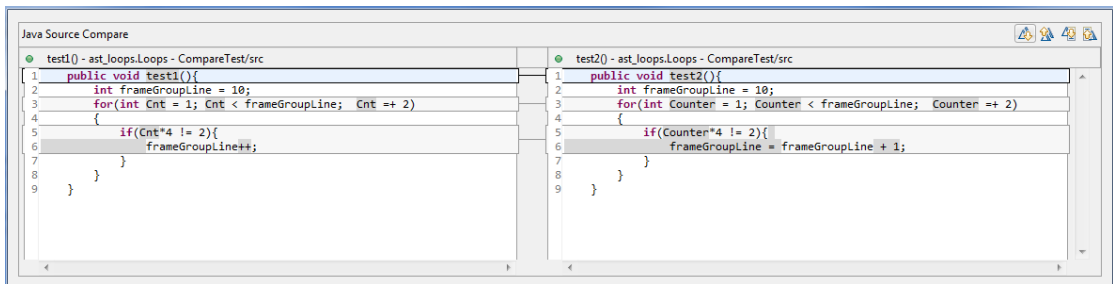 Java Source Compare
test1() - ast_loops.Loops - CompareTest/src
1 public void test1(){
2 int frameGroupLine = 10;
3 for(int Cnt = 1; Cnt < frameGroupLine; Cnt =+ 2)
4 {
5 if(Cnt*4 != 2){
6 frameGroupLine++;
7 }
8 }
9 }
test2() - ast_loops.Loops - CompareTest/src
1 public void test2(){
2 int frameGroupLine = 10;
3 for(int Counter = 1; Counter < frameGroupLine; Counter =+ 2)
4 {
5 if(Counter*4 != 2){
6 frameGroupLine = frameGroupLine + 1;
7 }
8 }
9 }